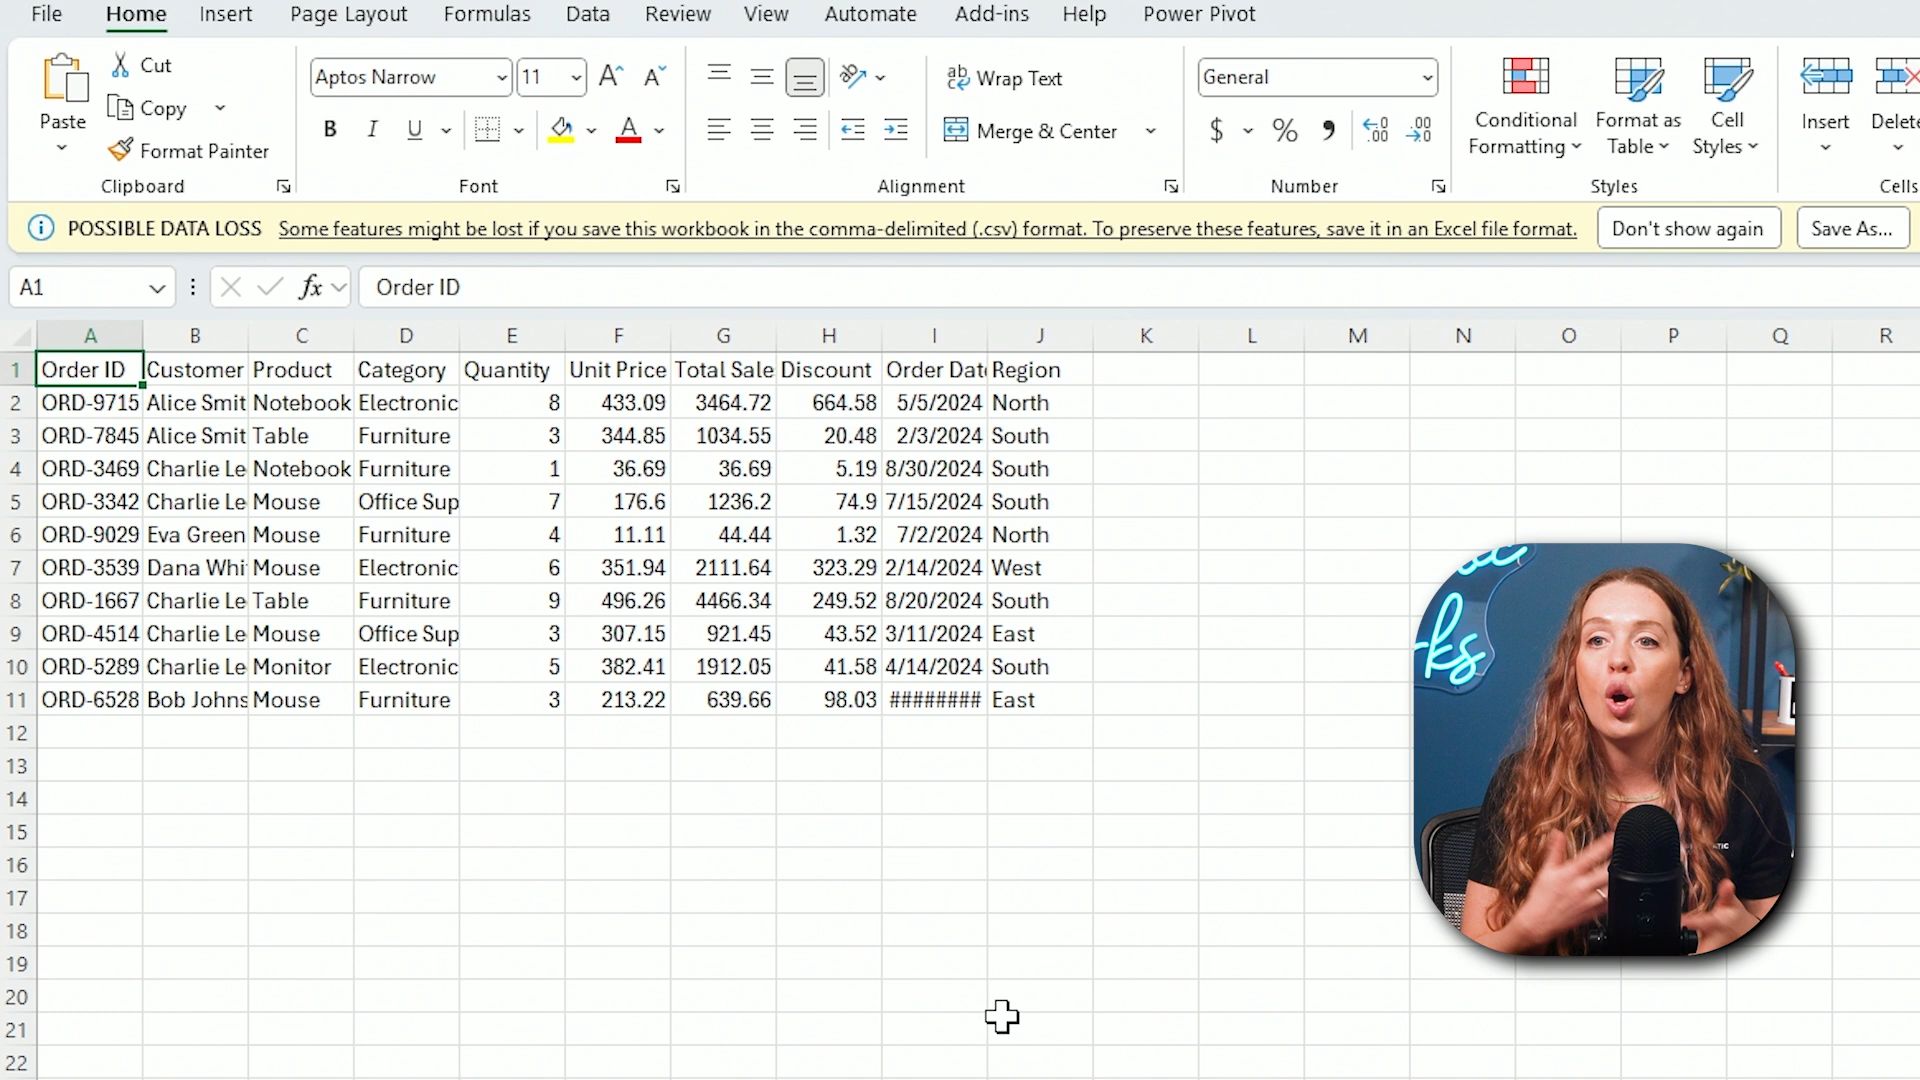 File Home Insert Page Layout Formulas Data Review View Automate Add-ins Help Power Pivot
Paste
Cut
Copy
Format Painter
Clipboard
Aptos Narrow 11
B I U
Font
Wrap Text
Merge & Center
Alignment
General
$ % 9
Number
Conditional Formatting
Format as Table
Cell Styles
Styles
Insert
Delete
Cells
POSSIBLE DATA LOSS Some features might be lost if you save this workbook in the comma-delimited (.csv) format. To preserve these features, save it in an Excel file format. Don't show again Save As...
A1 fx Order ID
A B C D E F G H I J K L M N O P Q R
1 Order ID Customer Product Category Quantity Unit Price Total Sale Discount Order Dat Region
2 ORD-9715 Alice Smit Notebook Electronic 8 433.09 3464.72 664.58 5/5/2024 North
3 ORD-7845 Alice Smit Table Furniture 3 344.85 1034.55 20.48 2/3/2024 South
4 ORD-3469 Charlie Le Notebook Furniture 1 36.69 36.69 5.19 8/30/2024 South
5 ORD-3342 Charlie Le Mouse Office Sup 7 176.6 1236.2 74.9 7/15/2024 South
6 ORD-9029 Eva Green Mouse Furniture 4 11.11 44.44 1.32 7/2/2024 North
7 ORD-3539 Dana Whi Mouse Electronic 6 351.94 2111.64 323.29 2/14/2024 West
8 ORD-1667 Charlie Le Table Furniture 9 496.26 4466.34 249.52 8/20/2024 South
9 ORD-4514 Charlie Le Mouse Office Sup 3 307.15 921.45 43.52 3/11/2024 East
10 ORD-5289 Charlie Le Monitor Electronic 5 382.41 1912.05 41.58 4/14/2024 South
11 ORD-6528 Bob Johns Mouse Furniture 3 213.22 639.66 98.03 ######## East
12
13
14
15
16
17
18
19
20
21
22
ks